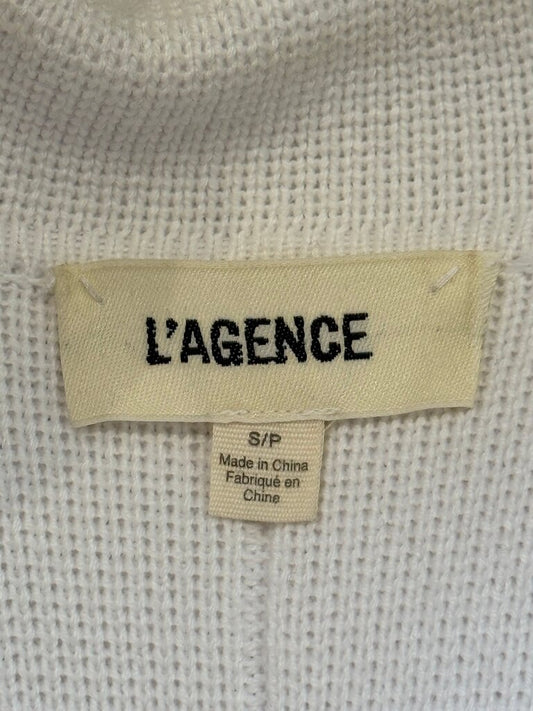 L'AGENCE
S/P
Made in China
Fabriqué en
Chine